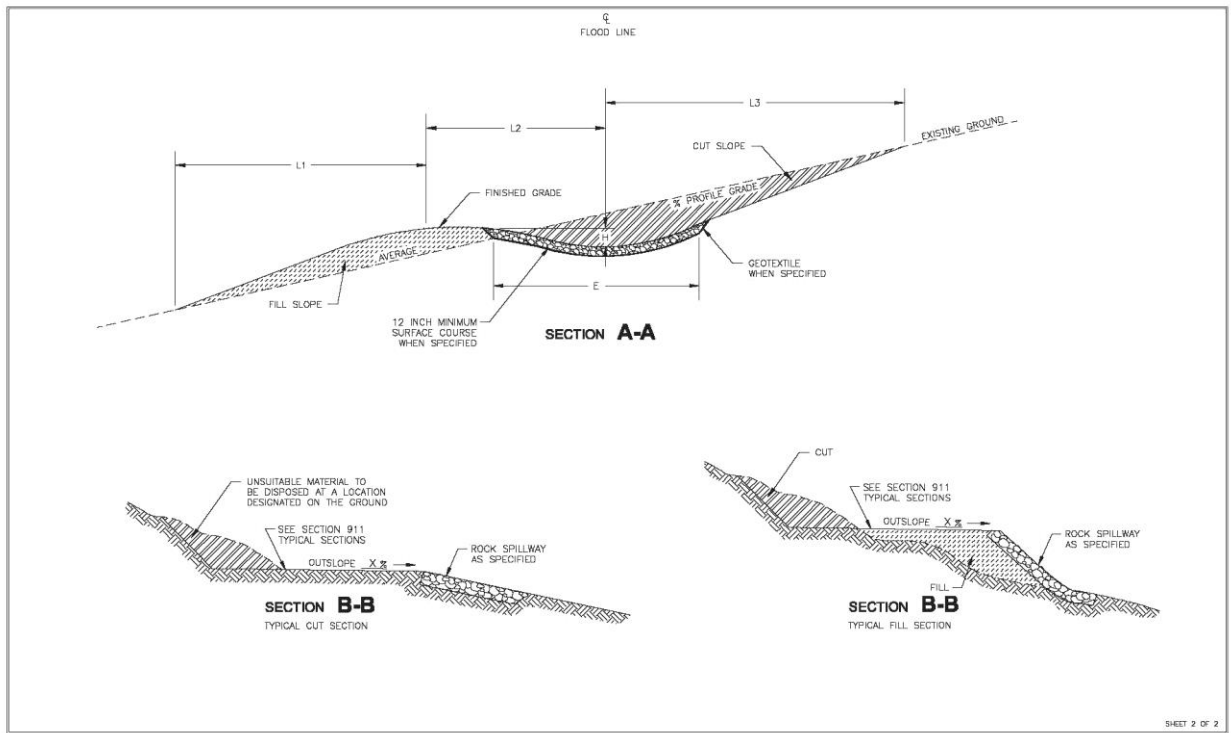 ℄
FLOOD LINE
L3
L2
L1
EXISTING GROUND
CUT SLOPE
FINISHED GRADE
% PROFILE GRADE
H
AVERAGE
GEOTEXTILE
WHEN SPECIFIED
FILL SLOPE
E
12 INCH MINIMUM
SURFACE COURSE
WHEN SPECIFIED
SECTION A-A
UNSUITABLE MATERIAL TO
BE DISPOSED AT A LOCATION
DESIGNATED ON THE GROUND
SEE SECTION 911
TYPICAL SECTIONS
OUTSLOPE X %
ROCK SPILLWAY
AS SPECIFIED
SECTION B-B
TYPICAL CUT SECTION
CUT
SEE SECTION 911
TYPICAL SECTIONS
OUTSLOPE X %
ROCK SPILLWAY
AS SPECIFIED
FILL
SECTION B-B
TYPICAL FILL SECTION
SHEET 2 OF 2